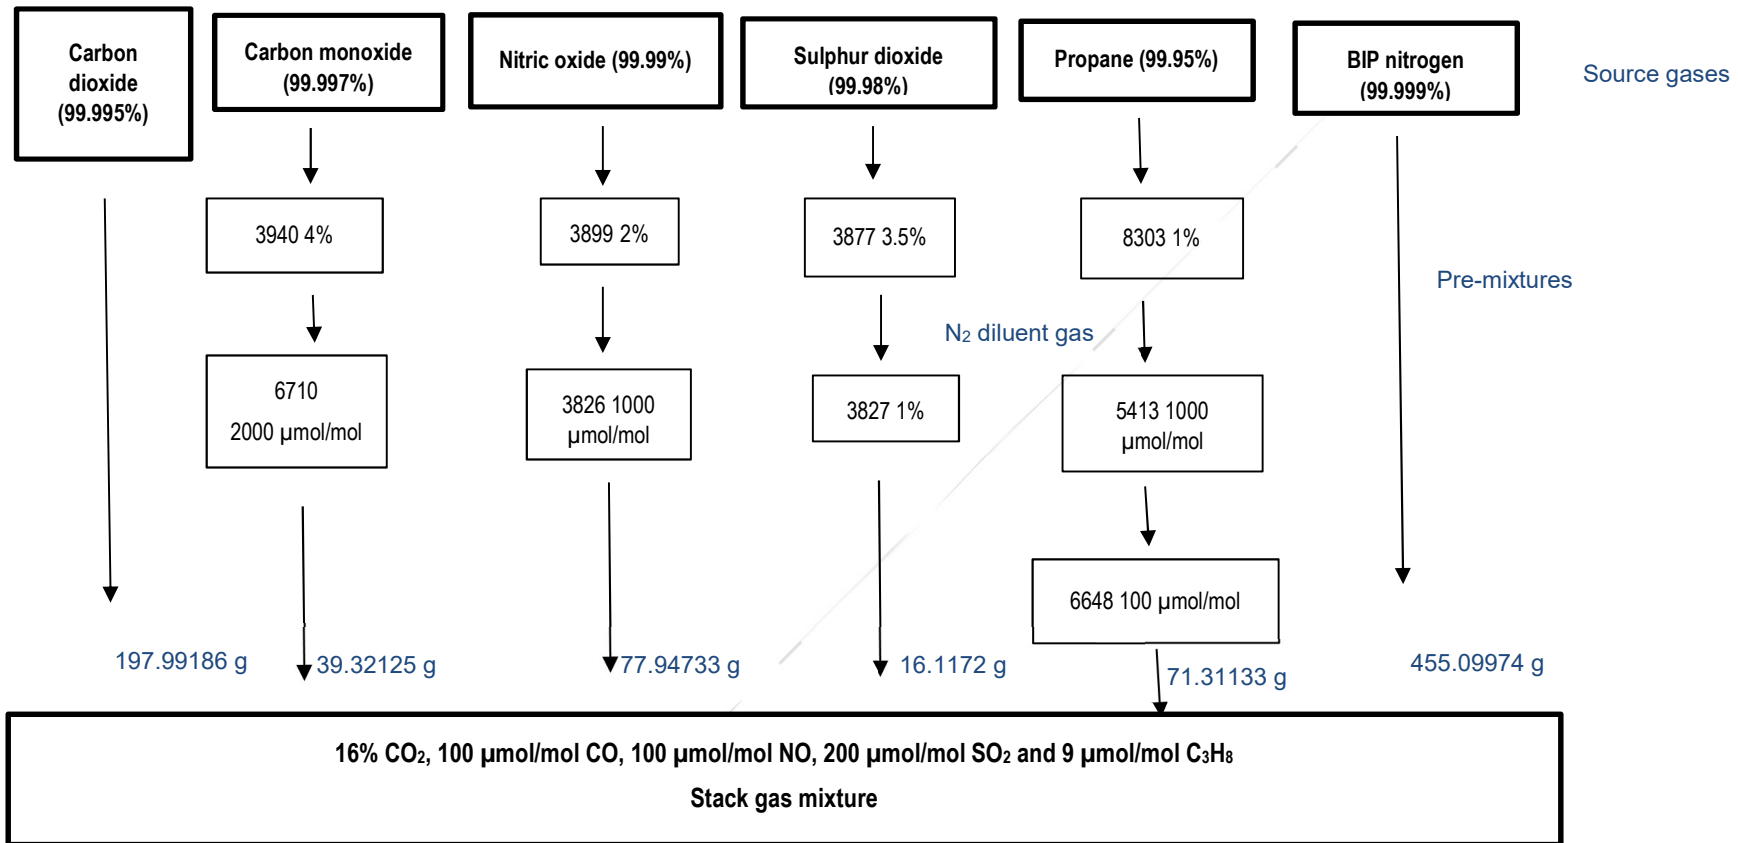 Carbon
dioxide
(99.995%)
Carbon monoxide
(99.997%)
Nitric oxide (99.99%)
Sulphur dioxide
(99.98%)
Propane (99.95%)
BIP nitrogen
(99.999%)
Source gases
3940 4%
3899 2%
3877 3.5%
8303 1%
Pre-mixtures
N₂ diluent gas
6710
2000 µmol/mol
3826 1000
µmol/mol
3827 1%
5413 1000
µmol/mol
6648 100 µmol/mol
197.99186 g
39.32125 g
77.94733 g
16.1172 g
71.31133 g
455.09974 g
16% CO₂, 100 µmol/mol CO, 100 µmol/mol NO, 200 µmol/mol SO₂ and 9 µmol/mol C₃H₈
Stack gas mixture